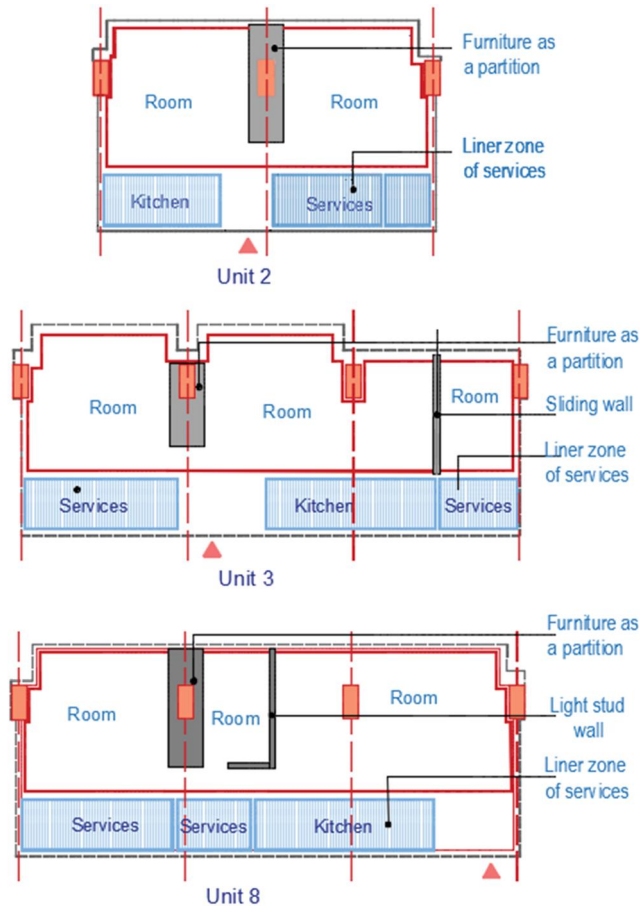 Furniture as
a partition
Room
Room
Liner zone
of services
Kitchen
Services
Unit 2
Furniture as
a partition
Room
Room
Room
Sliding wall
Liner zone
of services
Services
Kitchen
Services
Unit 3
Furniture as
a partition
Room
Room
Room
Light stud
wall
Liner zone
of services
Services
Services
Kitchen
Unit 8